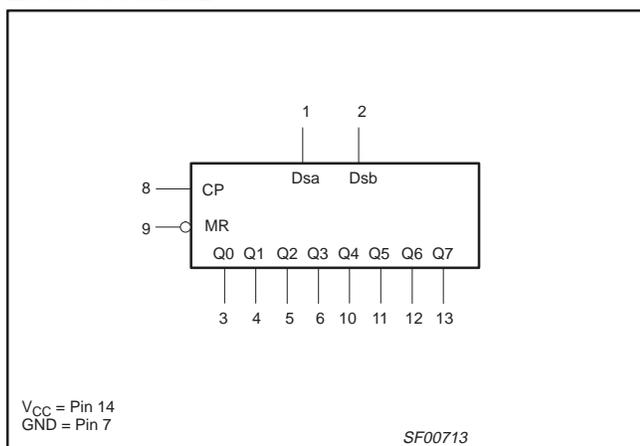 1 2
Dsa Dsb
8 CP
9 MR
Q0 Q1 Q2 Q3 Q4 Q5 Q6 Q7
3 4 5 6 10 11 12 13
VCC = Pin 14
GND = Pin 7
SF00713